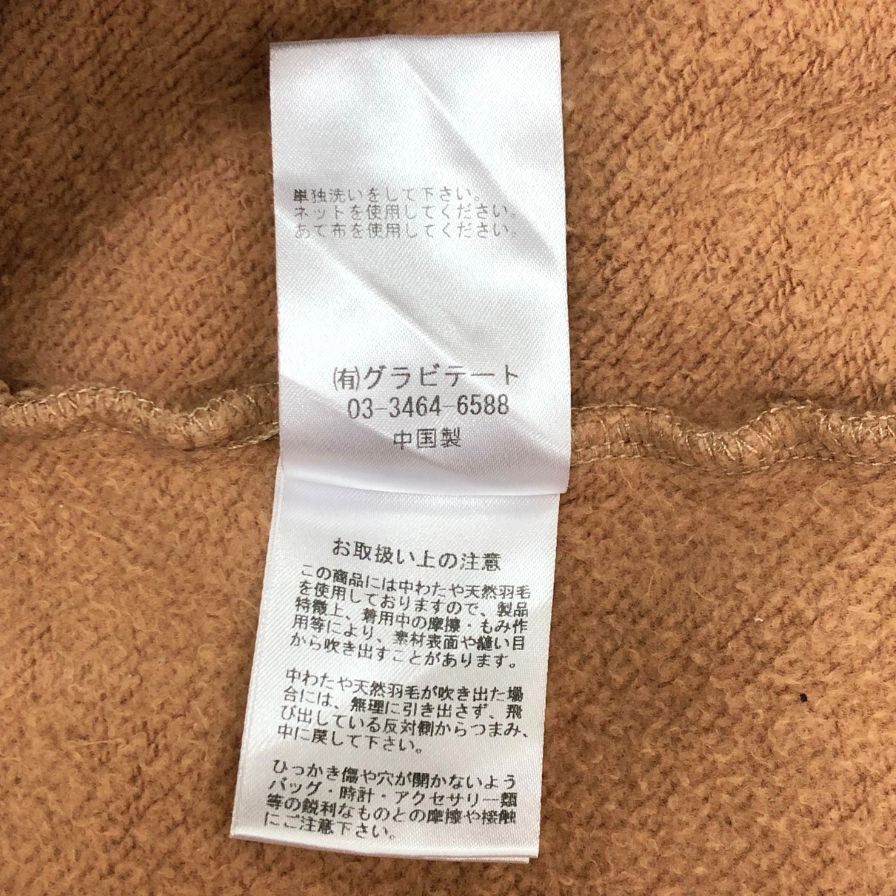 単独洗いをして下さい。
ネットを使用してください。
あて布を使用してください。
㈲グラビテート
03-3464-6588
中国製
お取扱い上の注意
この商品には中わたや天然羽毛
を使用しておりますので、製品
特徴上、着用中の摩擦・もみ作
用等により、素材表面や縫い目
から吹き出すことがあります。
中わたや天然羽毛が吹き出た場
合には、無理に引き出さず、飛
び出している反対側からつまみ、
中に戻して下さい。
ひっかき傷や穴が開かないよう
バッグ・時計・アクセサリー類
等の鋭利なものとの摩擦や接触
にご注意下さい。